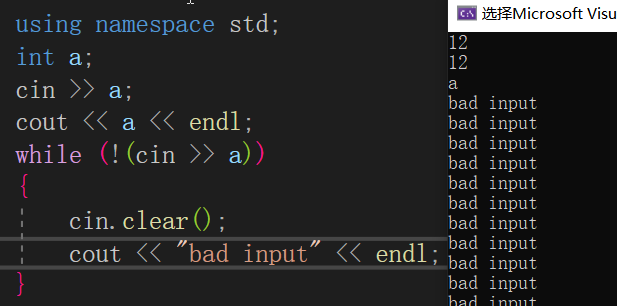 using namespace std;
int a;
cin >> a;
cout << a << endl;
while (!(cin >> a))
{
cin.clear();
cout << "bad input" << endl;
}
选择Microsoft Visu
12
12
a
bad input
bad input
bad input
bad input
bad input
bad input
bad input
bad input
bad input
bad input
bad input